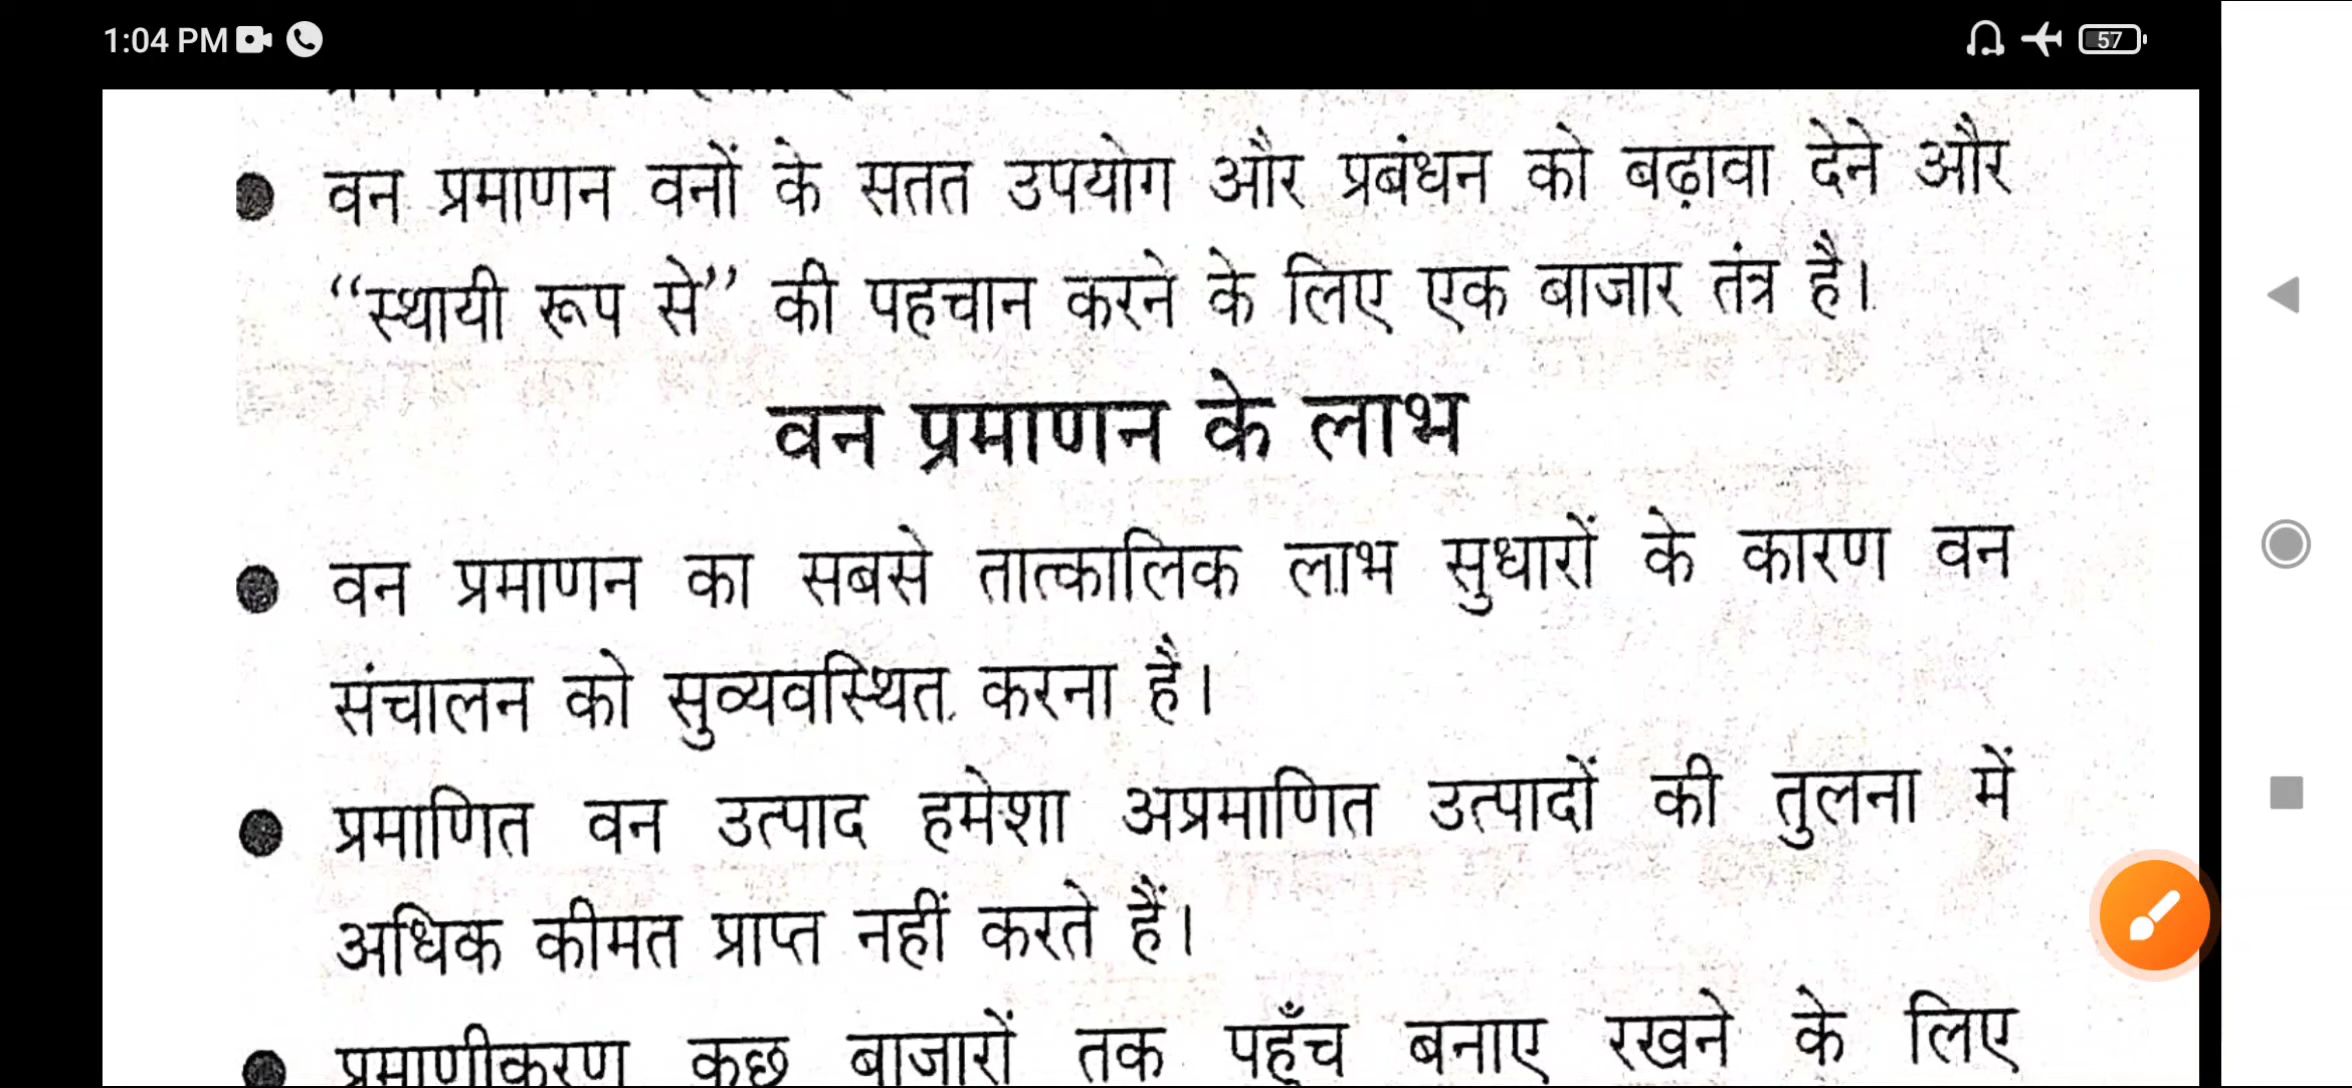 1:04 PM
57
● वन प्रमाणन वनों के सतत उपयोग और प्रबंधन को बढ़ावा देने और
“स्थायी रूप से” की पहचान करने के लिए एक बाजार तंत्र है।
वन प्रमाणन के लाभ
● वन प्रमाणन का सबसे तात्कालिक लाभ सुधारों के कारण वन
संचालन को सुव्यवस्थित करना है।
● प्रमाणित वन उत्पाद हमेशा अप्रमाणित उत्पादों की तुलना में
अधिक कीमत प्राप्त नहीं करते हैं।
● प्रमाणीकरण कुछ बाजारों तक पहुँच बनाए रखने के लिए